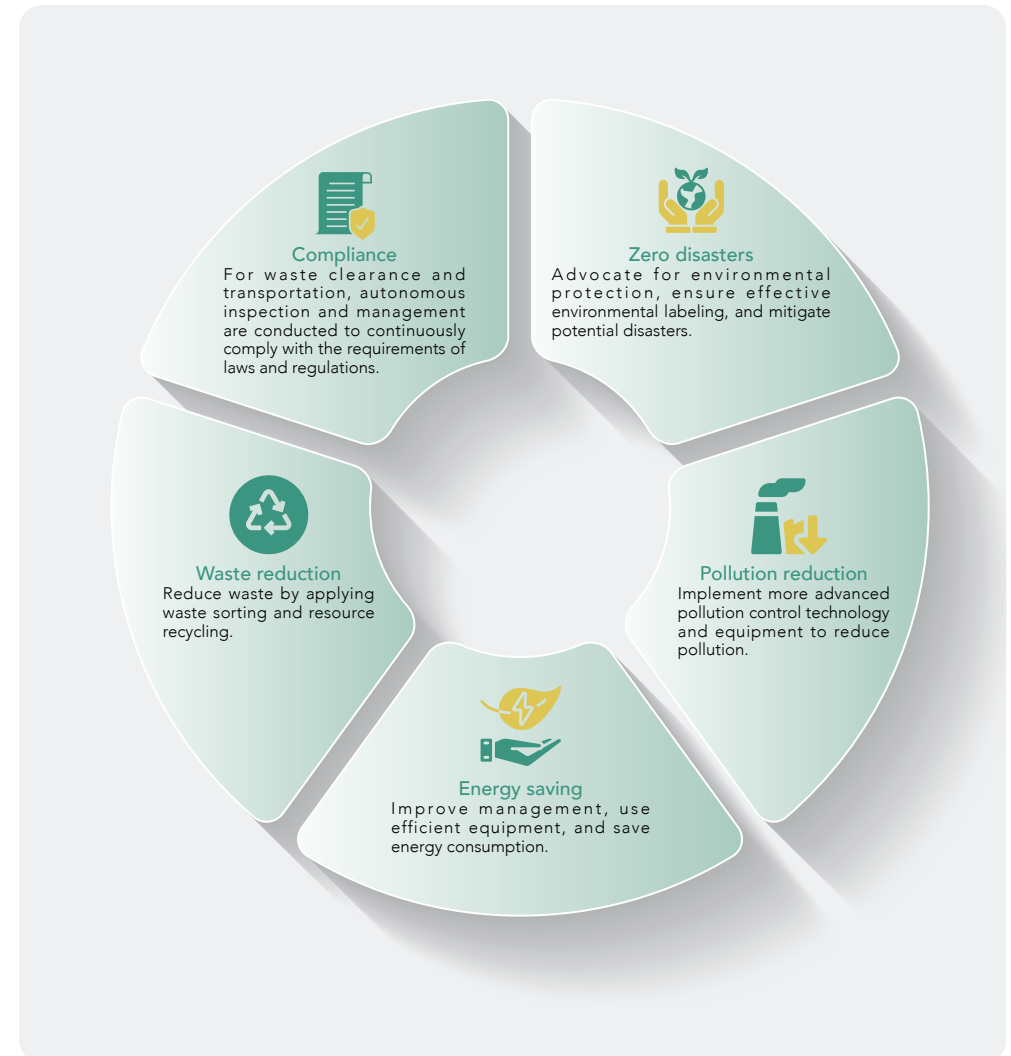 Compliance
For waste clearance and
transportation, autonomous
inspection and management
are conducted to continuously
comply with the requirements of
laws and regulations.
Zero disasters
Advocate for environmental
protection, ensure effective
environmental labeling, and mitigate
potential disasters.
Waste reduction
Reduce waste by applying
waste sorting and resource
recycling.
Pollution reduction
Implement more advanced
pollution control technology
and equipment to reduce
pollution.
Energy saving
Improve management, use
efficient equipment, and save
energy consumption.